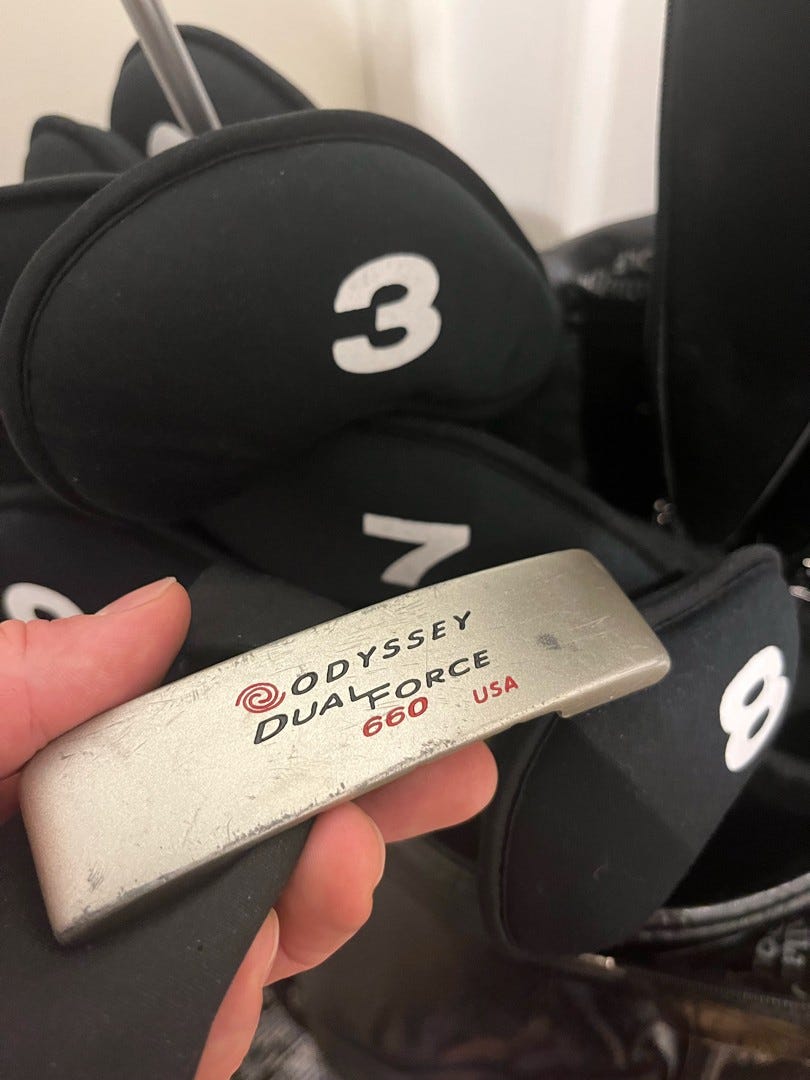 3
7
8
ODYSSEY
DUAL FORCE
660 USA